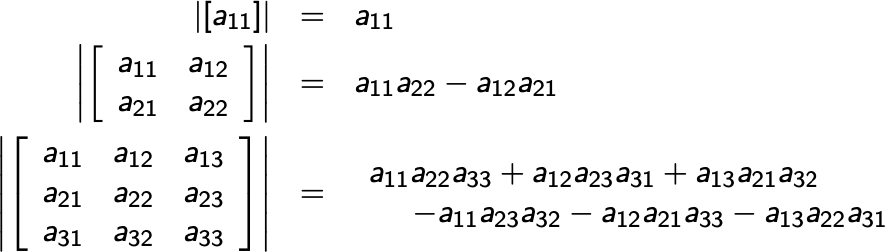 |[a₁₁]| = a₁₁
|[ a₁₁ a₁₂
a₂₁ a₂₂ ]| = a₁₁a₂₂ − a₁₂a₂₁
|[ a₁₁ a₁₂ a₁₃
a₂₁ a₂₂ a₂₃
a₃₁ a₃₂ a₃₃ ]| = a₁₁a₂₂a₃₃ + a₁₂a₂₃a₃₁ + a₁₃a₂₁a₃₂
−a₁₁a₂₃a₃₂ − a₁₂a₂₁a₃₃ − a₁₃a₂₂a₃₁